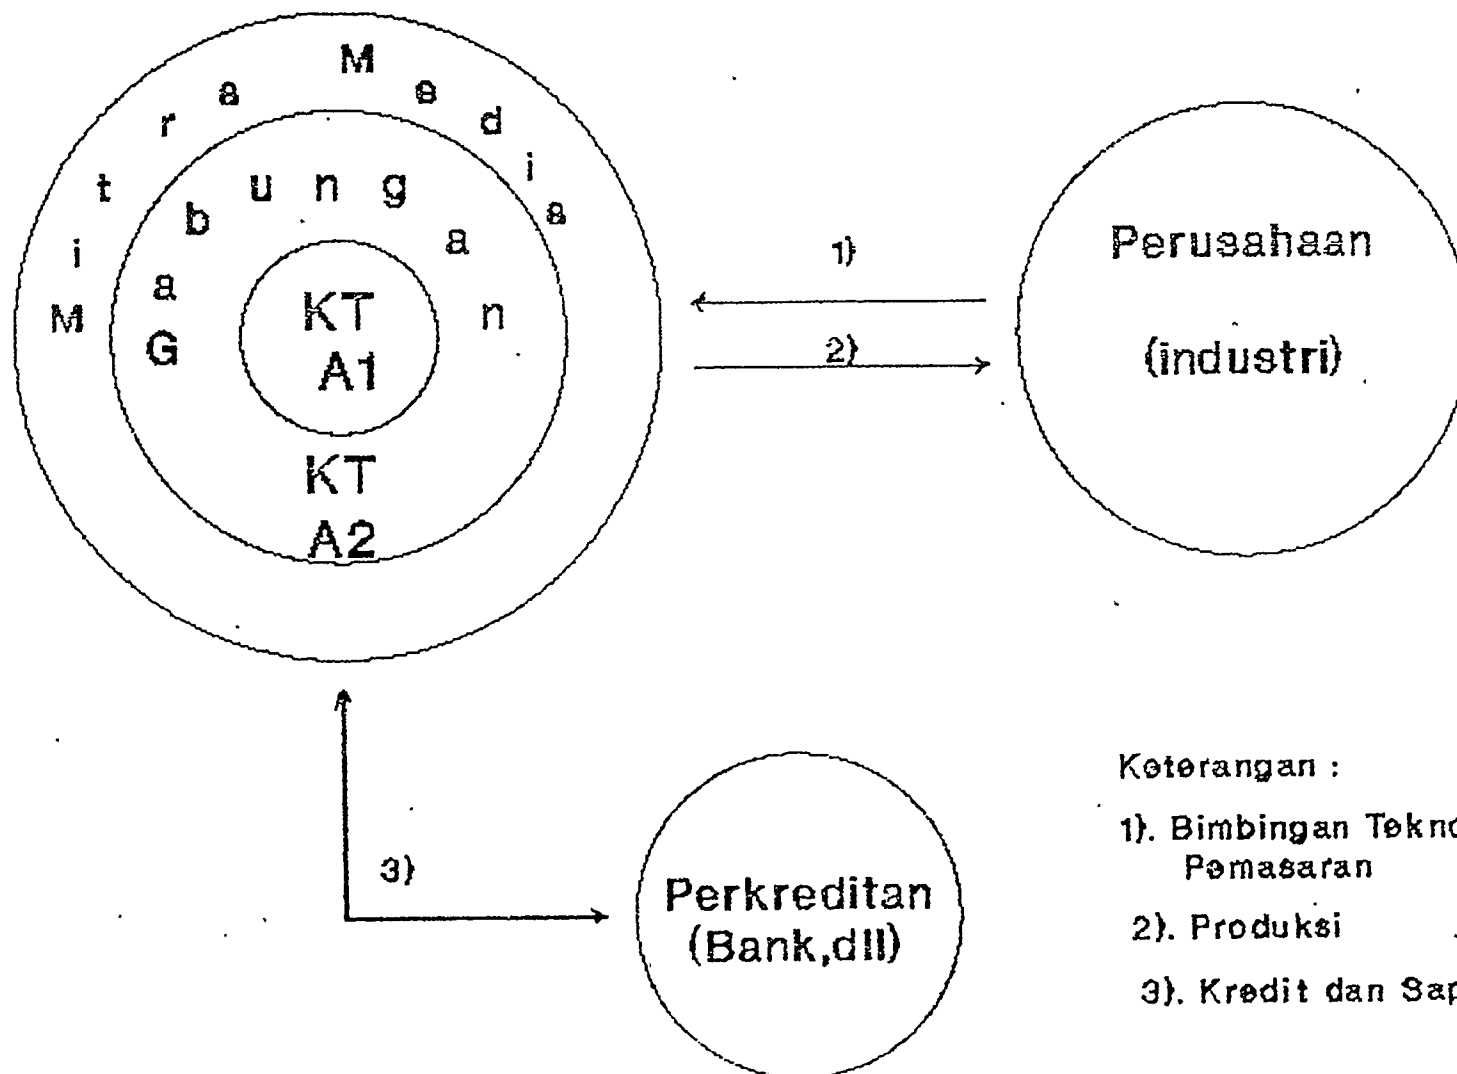 Mitra Media
Gabungan
KT
A1
KT
A2
1)
2)
Perusahaan
(industri)
3)
Perkreditan
(Bank,dll)
Keterangan :
1). Bimbingan
Pemasaran
2). Produksi
3). Kredit dan